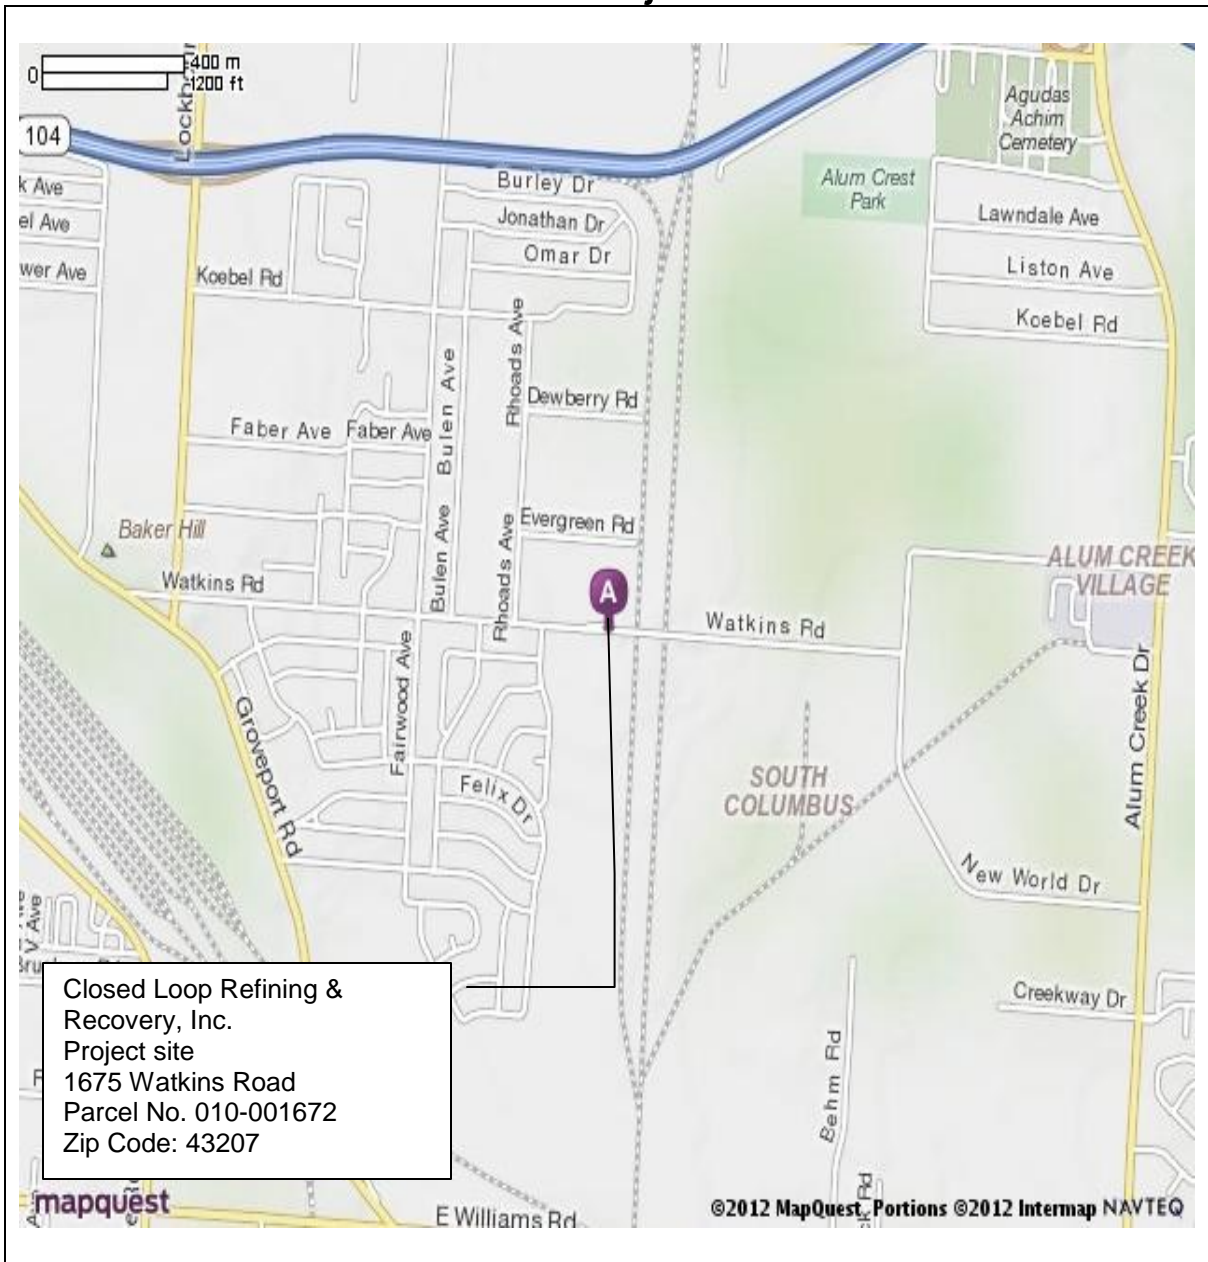 400 m
0
1200 ft
104
Burley Dr
Jonathan Dr
Omar Dr
Agudas
Achim
Cemetery
Alum Crest
Park
Lawndale Ave
Liston Ave
Koebel Rd
k Ave
el Ave
wer Ave
Koebel Rd
Rhoads Ave
Bulen Ave
Dewberry Rd
Faber Ave
Faber Ave
Evergreen Rd
Rhoads Ave
Bulen Ave
Baker Hill
Watkins Rd
A
Watkins Rd
ALUM CREEK
VILLAGE
Fairwood Ave
Groveport Rd
Felix Dr
SOUTH
COLUMBUS
Alum Creek Dr
New World Dr
Creekway Dr
Behm Rd
Closed Loop Refining &
Recovery, Inc.
Project site
1675 Watkins Road
Parcel No. 010-001672
Zip Code: 43207
mapquest
E Williams Rd
©2012 MapQuest Portions ©2012 Intermap NAVTEQ